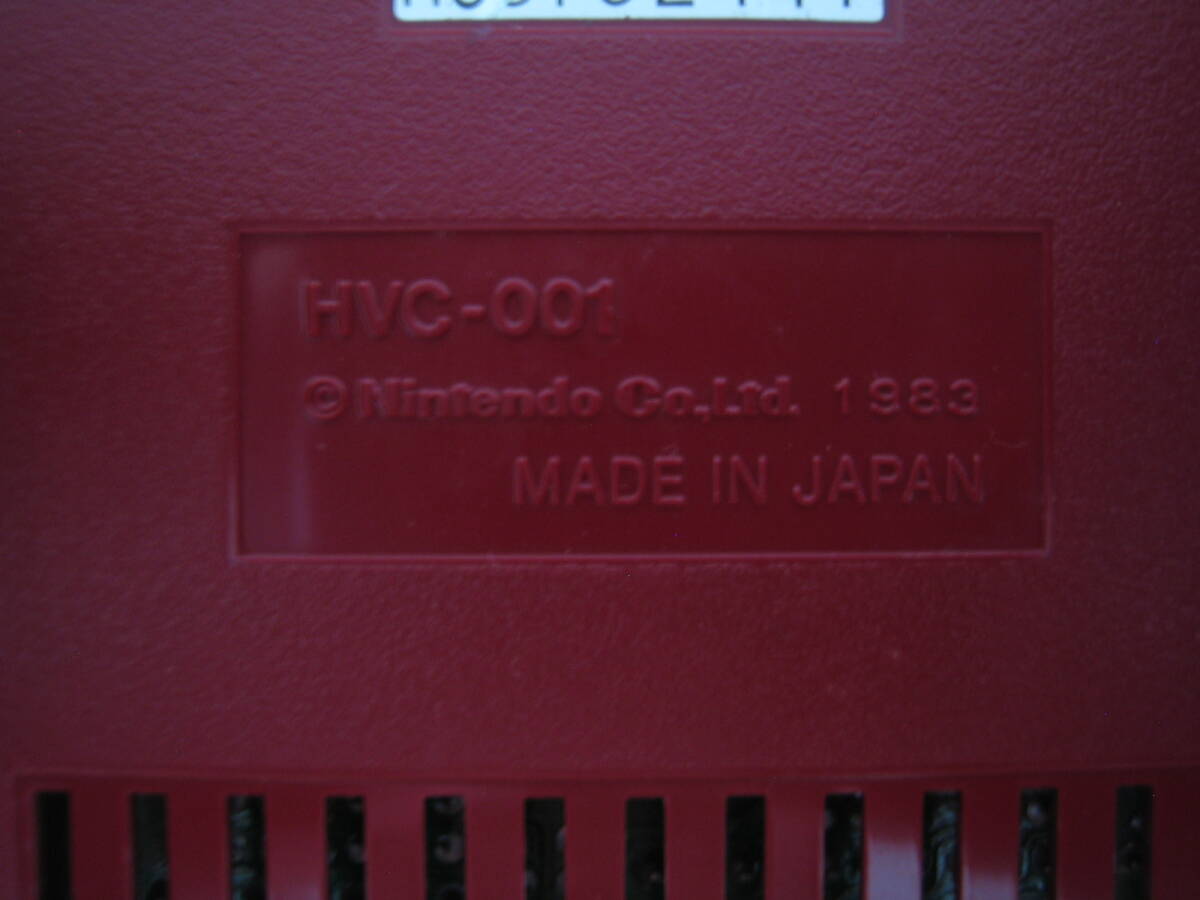 HVC-001
© Nintendo Co.,Ltd. 1983
MADE IN JAPAN